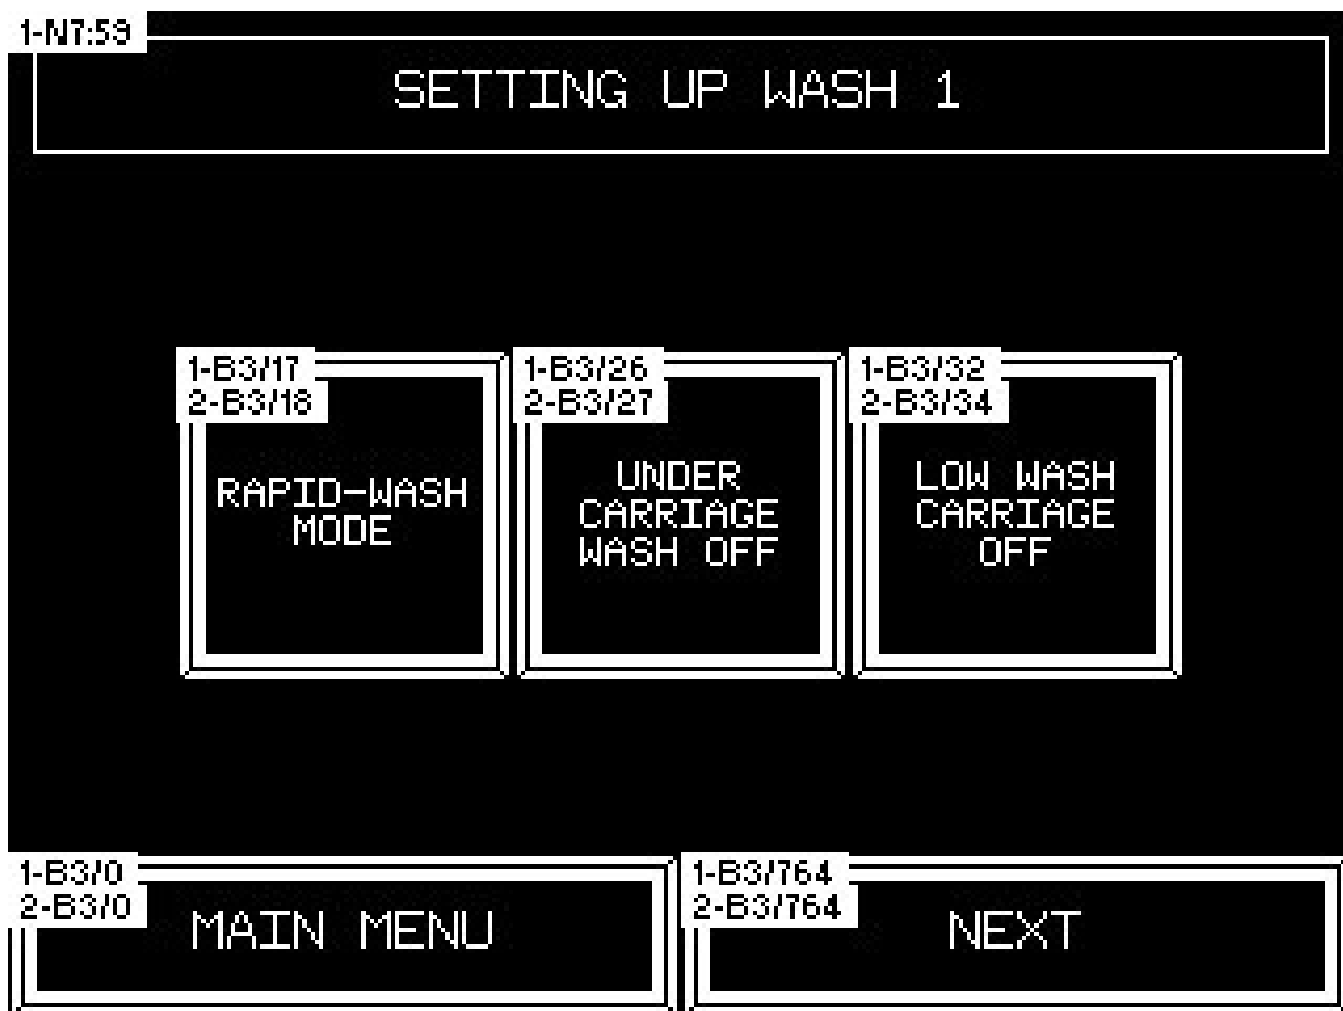 1-N7:59
SETTING UP WASH 1
1-B3/17
2-B3/18
RAPID-WASH
MODE
1-B3/26
2-B3/27
UNDER
CARRIAGE
WASH OFF
1-B3/32
2-B3/34
LOW WASH
CARRIAGE
OFF
1-B3/0
2-B3/0
MAIN MENU
1-B3/764
2-B3/764
NEXT